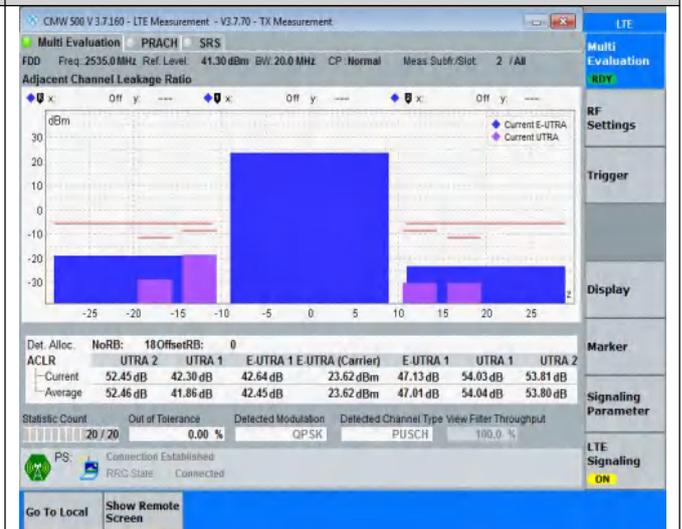 CMW 500 V 3.7.160 - LTE Measurement - V3.7.70 - TX Measurement
LTE
Multi Evaluation PRACH SRS
Multi Evaluation
RDY
FDD Freq: 2535.0 MHz Ref. Level: 41.30 dBm BW: 20.0 MHz CP: Normal Meas Subfr./Slot: 2 / All
Adjacent Channel Leakage Ratio
x: Off y: --- x: Off y: --- x: Off y: ---
RF Settings
dBm
Current E-UTRA
Current UTRA
30
20
10
0
-10
-20
-30
Trigger
Display
-25 -20 -15 -10 -5 0 5 10 15 20 25
Det. Alloc. NoRB: 18 OffsetRB: 0
Marker
ACLR UTRA 2 UTRA 1 E-UTRA 1 E-UTRA (Carrier) E-UTRA 1 UTRA 1 UTRA 2
Current 52.45 dB 42.30 dB 42.64 dB 23.62 dBm 47.13 dB 54.03 dB 53.81 dB
Average 52.46 dB 41.86 dB 42.45 dB 23.62 dBm 47.01 dB 54.04 dB 53.80 dB
Signaling Parameter
Statistic Count Out of Tolerance Detected Modulation Detected Channel Type View Filter Throughput
20 / 20 0.00 % QPSK PUSCH 100.0 %
PS: Connection Established
RRC State Connected
LTE Signaling
ON
Go To Local
Show Remote Screen